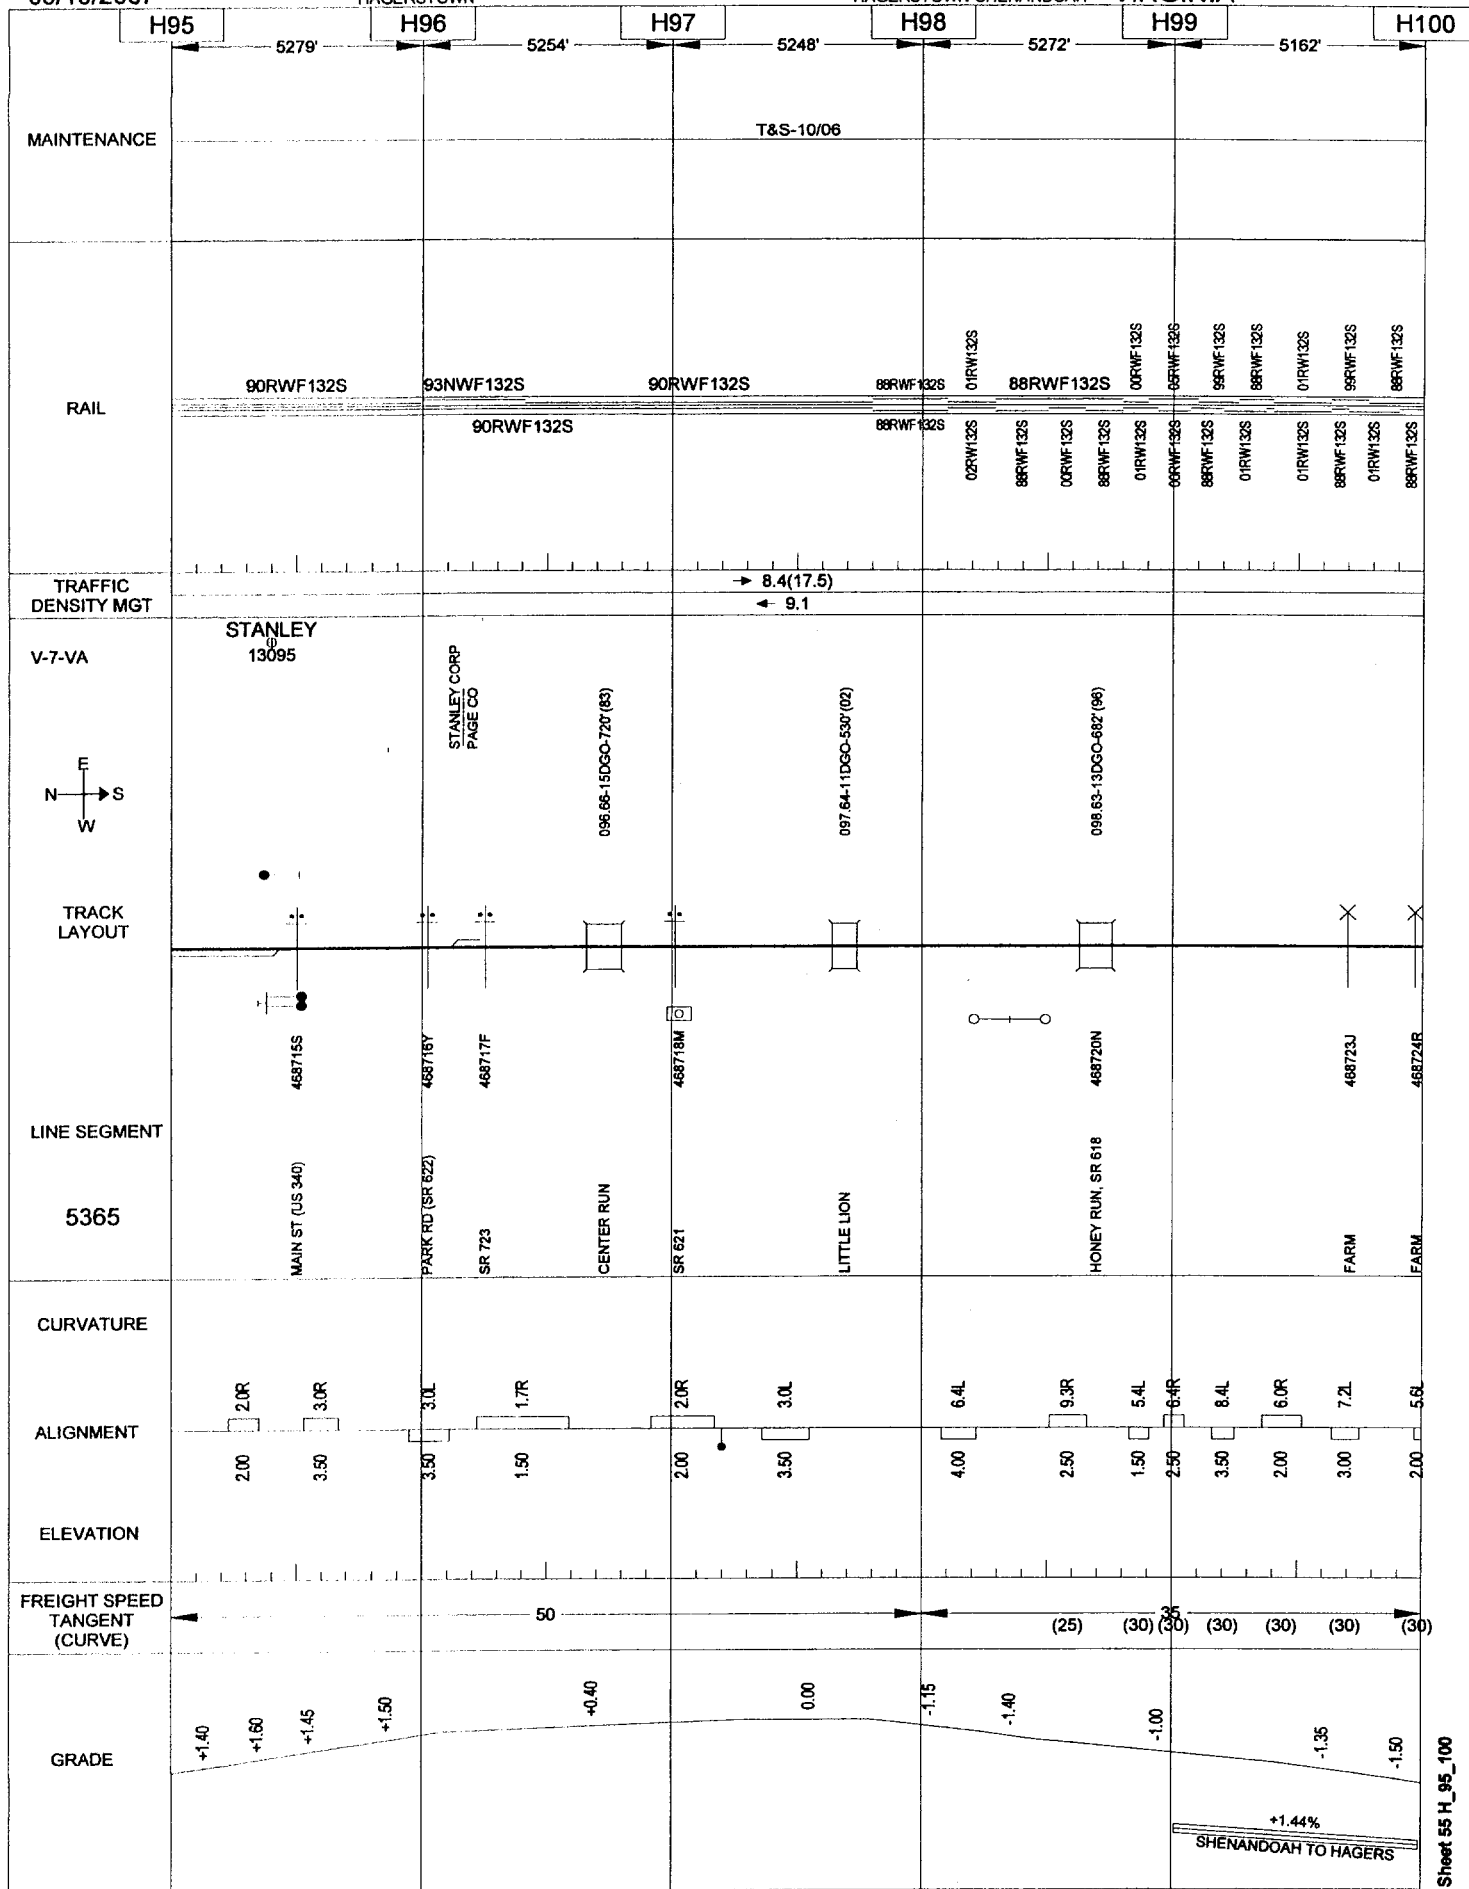 H95 H96 H97 H98 H99 H100
5279' 5254' 5248' 5272' 5162'
MAINTENANCE
T&S-10/06
RAIL
90RWF132S 93NWF132S 90RWF132S 88RWF132S 01RW132S 88RWF132S 00RWF132S 99RWF132S 88RWF132S 01RW132S 99RWF132S 88RWF132S
90RWF132S 88RWF132S 02RW132S 88RWF132S 00RWF132S 88RWF132S 01RW132S 88RWF132S 01RW132S 01RW132S 88RWF132S 01RW132S 88RWF132S
TRAFFIC
DENSITY MGT
8.4(17.5)
9.1
V-7-VA
STANLEY
13095
STANLEY CORP
PAGE CO
096.66-15DGO-720'(83)
097.64-11DGO-530'(02)
098.63-13DGO-682'(96)
E
N S
W
TRACK
LAYOUT
468715S 468716Y 468717F 468718M 468720N 468723J 468724R
LINE SEGMENT
5365
MAIN ST (US 340)
PARK RD (SR 622)
SR 723
CENTER RUN
SR 621
LITTLE LION
HONEY RUN, SR 618
FARM
FARM
CURVATURE
2.0R 3.0R 3.0L 1.7R 2.0R 3.0L 6.4L 9.3R 5.4L 6.4R 8.4L 6.0R 7.2L 5.6L
ALIGNMENT
2.00 3.50 3.50 1.50 2.00 3.50 4.00 2.50 1.50 2.50 3.50 2.00 3.00 2.00
ELEVATION
FREIGHT SPEED
TANGENT
(CURVE)
50 35
(25) (30) (30) (30) (30) (30) (30)
GRADE
+1.40 +1.60 +1.45 +1.50 +0.40 0.00 -1.15 -1.40 -1.00 -1.35 -1.50
+1.44%
SHENANDOAH TO HAGERS
Sheet 55 H_95_100